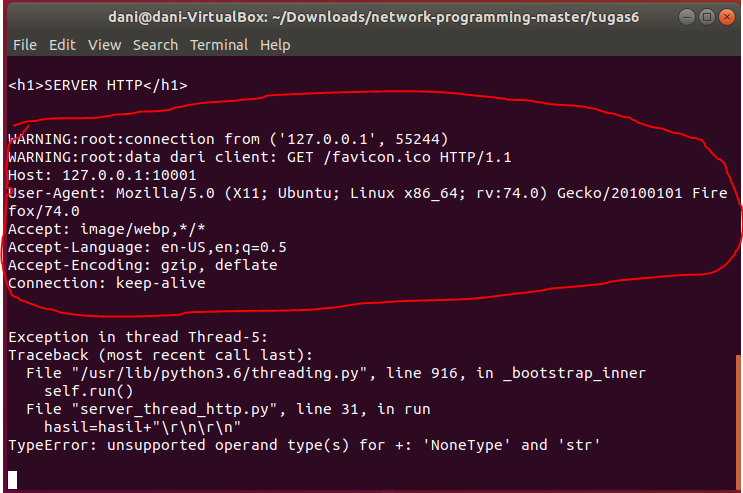 dani@dani-VirtualBox: ~/Downloads/network-programming-master/tugas6
File Edit View Search Terminal Help
<h1>SERVER HTTP</h1>
WARNING:root:connection from ('127.0.0.1', 55244)
WARNING:root:data dari client: GET /favicon.ico HTTP/1.1
Host: 127.0.0.1:10001
User-Agent: Mozilla/5.0 (X11; Ubuntu; Linux x86_64; rv:74.0) Gecko/20100101 Fire
fox/74.0
Accept: image/webp,*/*
Accept-Language: en-US,en;q=0.5
Accept-Encoding: gzip, deflate
Connection: keep-alive
Exception in thread Thread-5:
Traceback (most recent call last):
  File "/usr/lib/python3.6/threading.py", line 916, in _bootstrap_inner
    self.run()
  File "server_thread_http.py", line 31, in run
    hasil=hasil+"\r\n\r\n"
TypeError: unsupported operand type(s) for +: 'NoneType' and 'str'